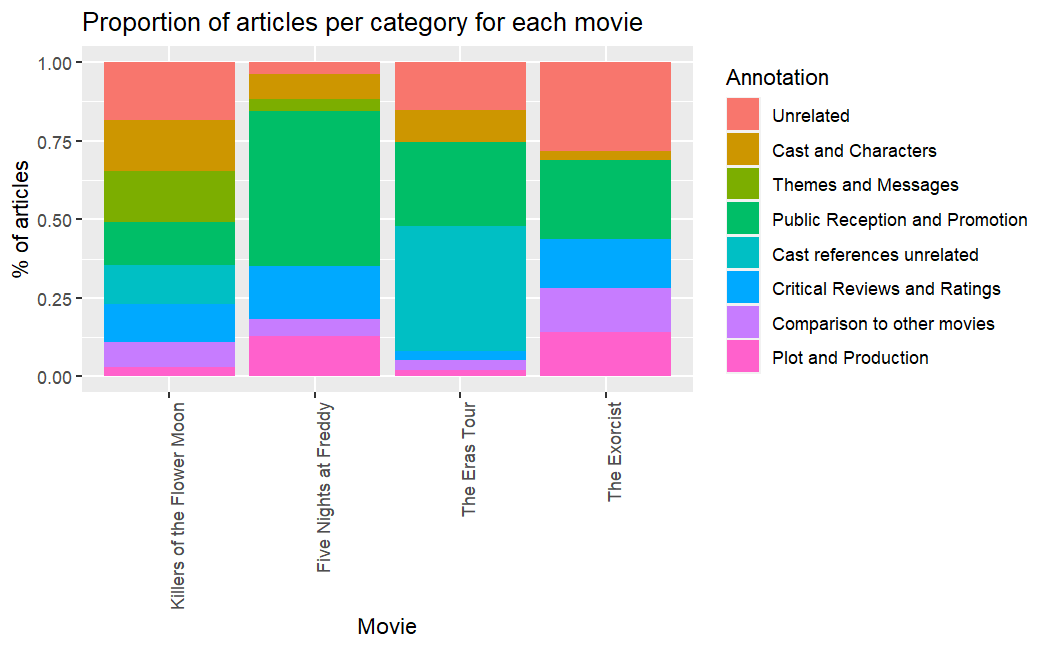 Proportion of articles per category for each movie
% of articles
1.00
0.75
0.50
0.25
0.00
Killers of the Flower Moon
Five Nights at Freddy
The Eras Tour
The Exorcist
Movie
Annotation
Unrelated
Cast and Characters
Themes and Messages
Public Reception and Promotion
Cast references unrelated
Critical Reviews and Ratings
Comparison to other movies
Plot and Production